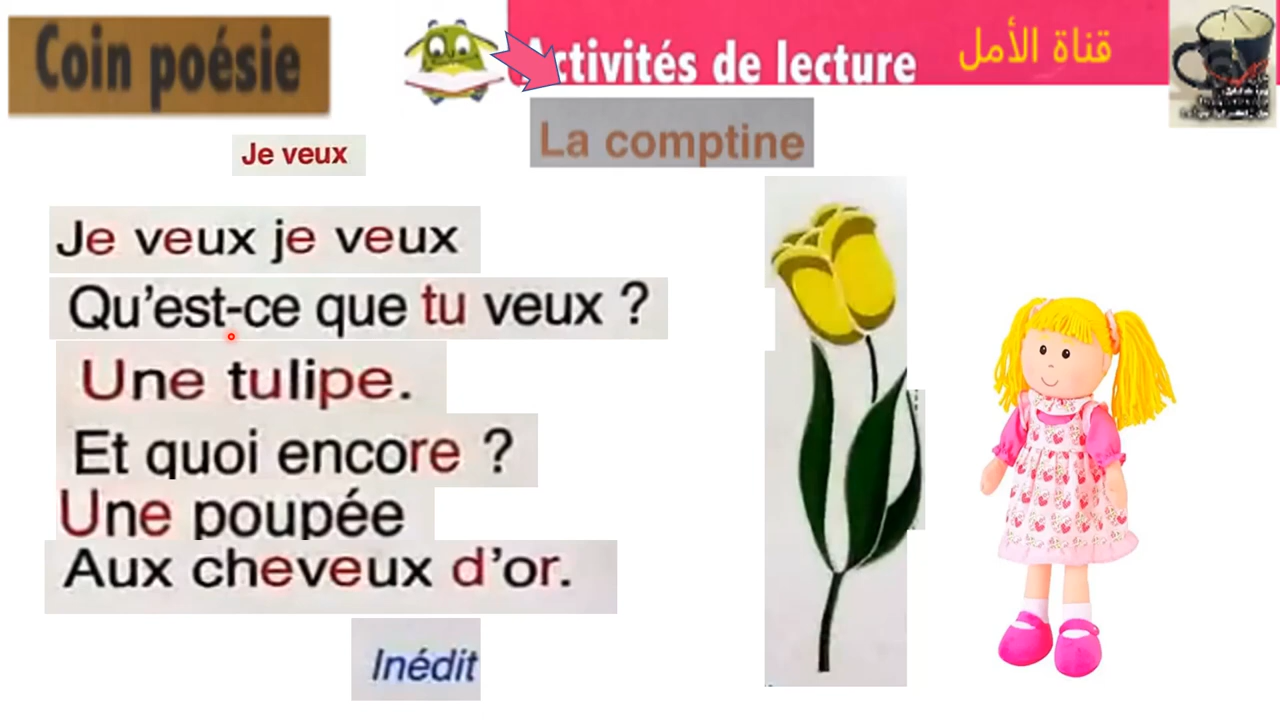 Coin poésie
Activités de lecture
قناة الأمل
La comptine
Je veux
Je veux je veux
Qu'est-ce que tu veux ?
Une tulipe.
Et quoi encore ?
Une poupée
Aux cheveux d'or.
Inédit